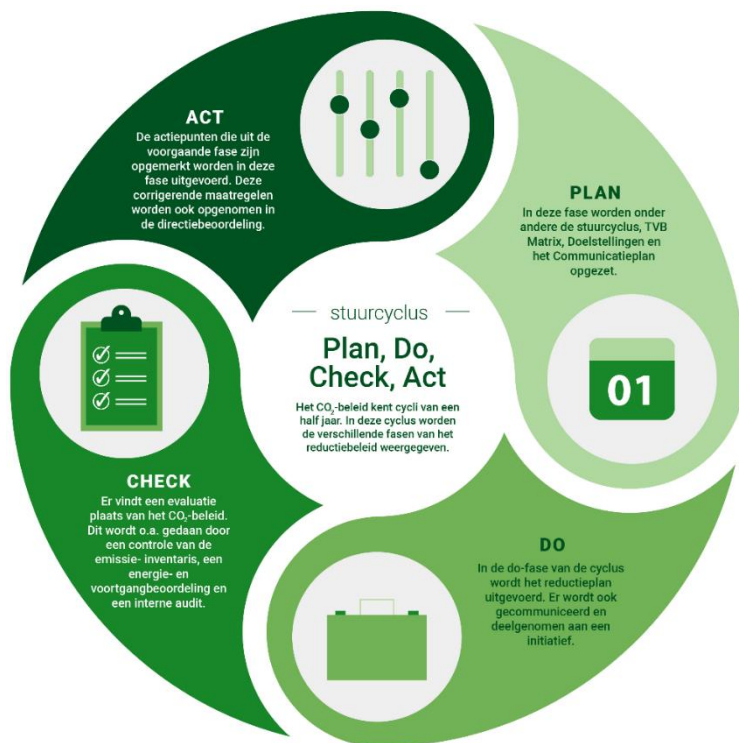 ACT
De actiepunten die uit de
voorgaande fase zijn
opgemerkt worden in deze
fase uitgevoerd. Deze
corrigerende maatregelen
worden ook opgenomen in
de directiebeoordeling.
PLAN
In deze fase worden onder
andere de stuurcyclus, TVB
Matrix, Doelstellingen en
het Communicatieplan
opgezet.
01
stuurcyclus
Plan, Do,
Check, Act
Het CO₂-beleid kent cycli van een
half jaar. In deze cyclus worden
de verschillende fasen van het
reductiebeleid weergegeven.
CHECK
Er vindt een evaluatie
plaats van het CO₂-beleid.
Dit wordt o.a. gedaan door
een controle van de
emissie- inventaris, een
energie- en
voortgangbeoordeling en
een interne audit.
DO
In de do-fase van de cyclus
wordt het reductieplan
uitgevoerd. Er wordt ook
gecommuniceerd en
deelgenomen aan een
initiatief.